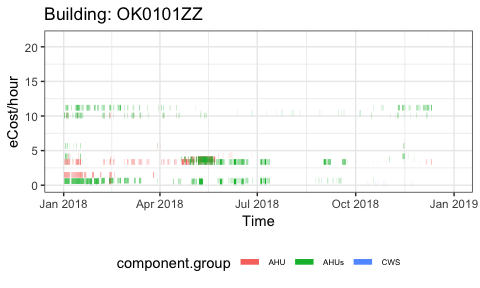 Building: OK0101ZZ
eCost/hour
20
15
10
5
0
Jan 2018 Apr 2018 Jul 2018 Oct 2018 Jan 2019
Time
component.group AHU AHUs CWS